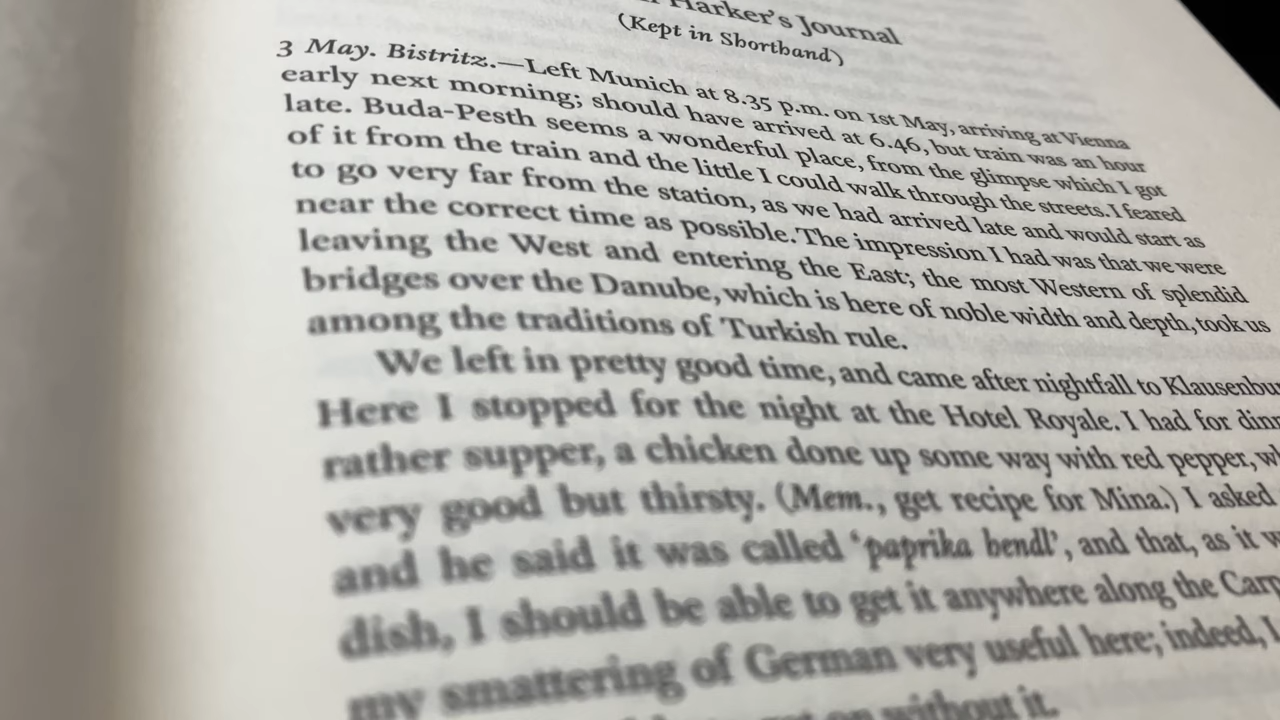 Harker's Journal
(Kept in Shorthand)
3 May. Bistritz.—Left Munich at 8.35 p.m. on 1st May, arriving at Vienna
early next morning; should have arrived at 6.46, but train was an hour
late. Buda-Pesth seems a wonderful place, from the glimpse which I got
of it from the train and the little I could walk through the streets. I feared
to go very far from the station, as we had arrived late and would start as
near the correct time as possible. The impression I had was that we were
leaving the West and entering the East; the most Western of splendid
bridges over the Danube, which is here of noble width and depth, took us
among the traditions of Turkish rule.
We left in pretty good time, and came after nightfall to Klausenbur
Here I stopped for the night at the Hotel Royale. I had for dinn
rather supper, a chicken done up some way with red pepper, wh
very good but thirsty. (Mem., get recipe for Mina.) I asked
and he said it was called 'paprika hendl', and that, as it w
dish, I should be able to get it anywhere along the Carp
my smattering of German very useful here; indeed, I
get on without it.